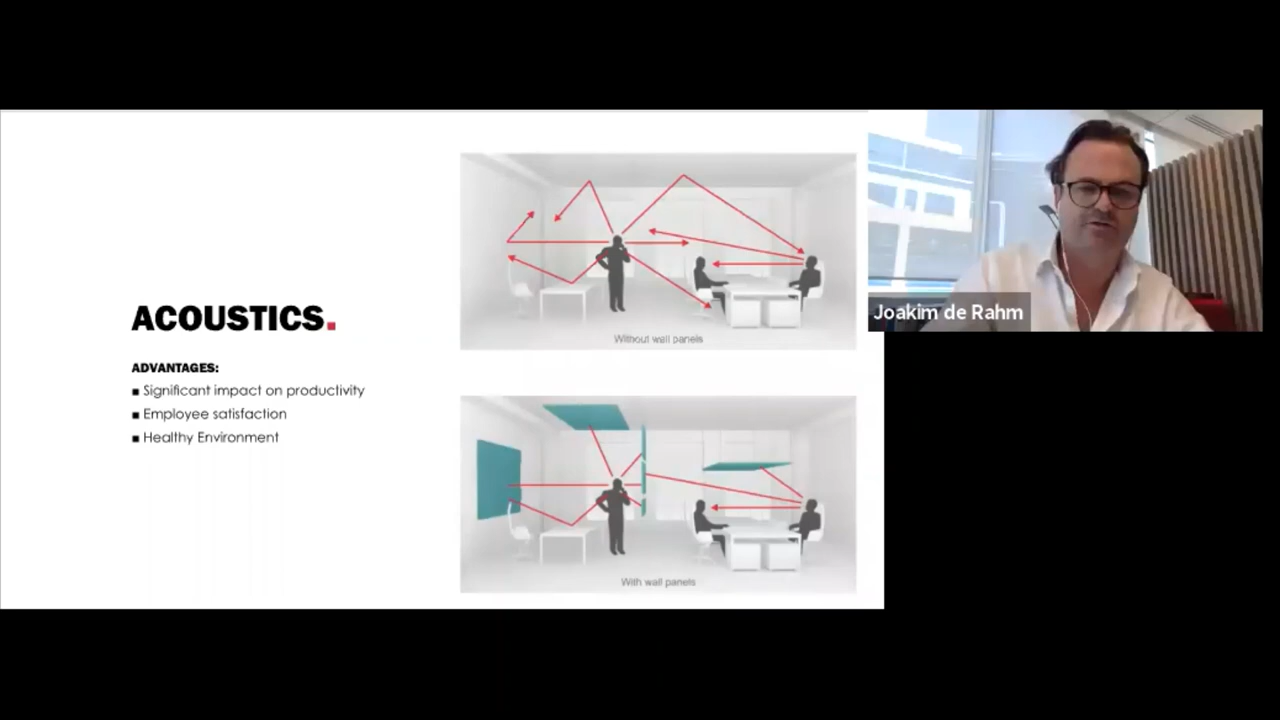 ACOUSTICS.
ADVANTAGES:
▪ Significant impact on productivity
▪ Employee satisfaction
▪ Healthy Environment
Without wall panels
With wall panels
Joakim de Rahm